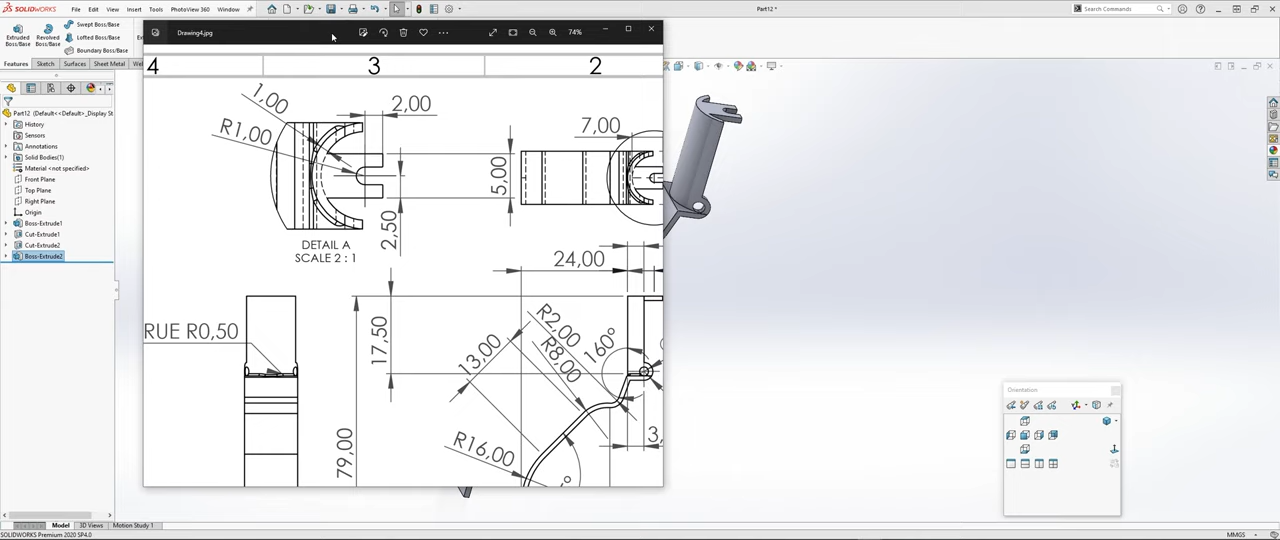 SOLIDWORKS File Edit View Insert Tools PhotoView 360 Window Part12 * Search Commands
Extruded Boss/Base
Revolved Boss/Base
Swept Boss/Base
Lofted Boss/Base
Boundary Boss/Base
Features Sketch Surfaces Sheet Metal
Part12 (Default<<Default>_Display St
History
Sensors
Annotations
Solid Bodies(1)
Material <not specified>
Front Plane
Top Plane
Right Plane
Origin
Boss-Extrude1
Cut-Extrude1
Cut-Extrude2
Boss-Extrude2
Drawing4.jpg 74%
4 3 2
1,00
2,00
R1,00
7,00
5,00
2,50
DETAIL A
SCALE 2 : 1
24,00
RUE R0,50
17,50
79,00
13,00
R2,00
R8,00
160°
R16,00
3,
Orientation
Model 3D Views Motion Study 1
SOLIDWORKS Premium 2020 SP4.0 MMGS